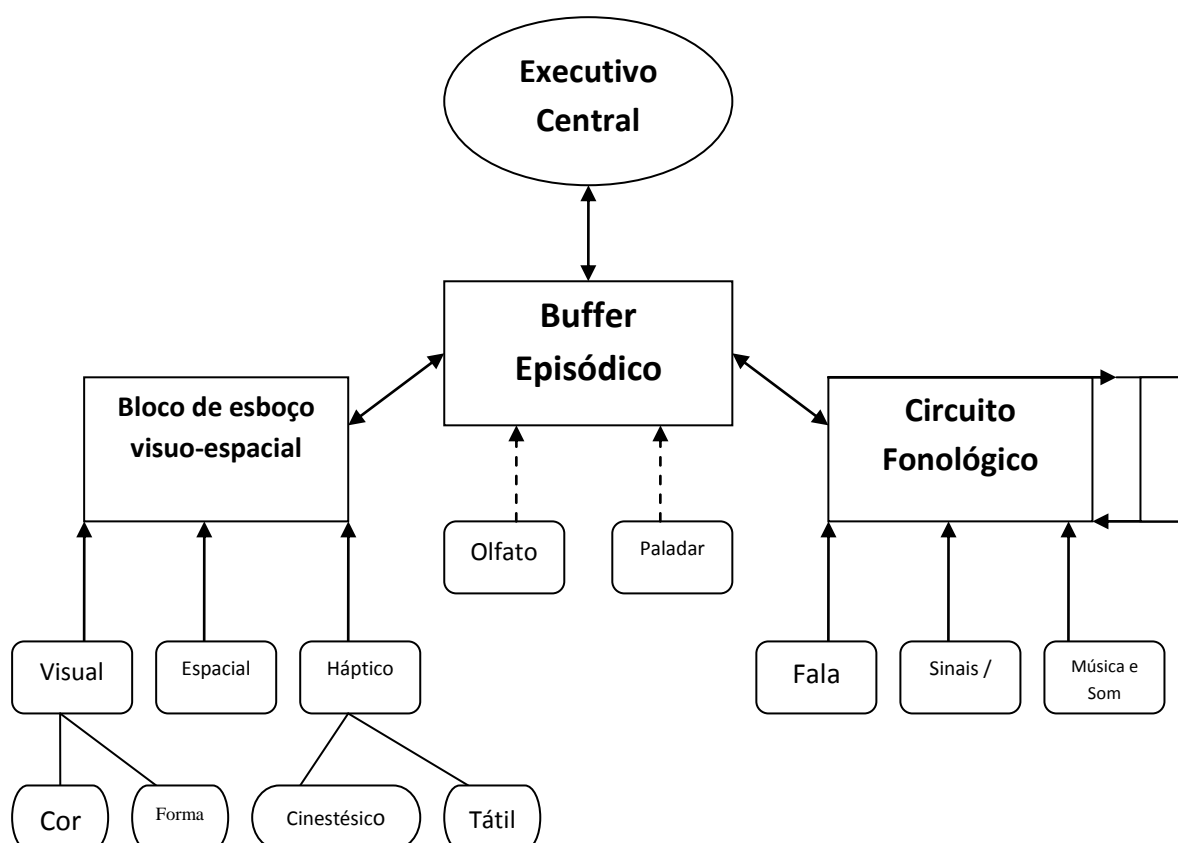 Executivo
Central
Buffer
Episódico
Bloco de esboço
visuo-espacial
Circuito
Fonológico
Olfato
Paladar
Visual
Espacial
Háptico
Fala
Sinais /
Música e
Som
Cor
Forma
Cinestésico
Tátil